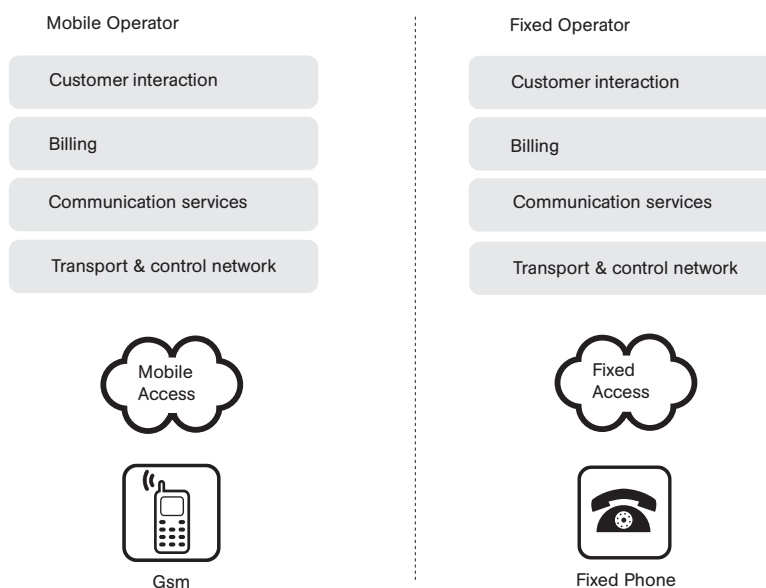 Mobile Operator
Customer interaction
Billing
Communication services
Transport & control network
Mobile
Access
Gsm
Fixed Operator
Customer interaction
Billing
Communication services
Transport & control network
Fixed
Access
Fixed Phone